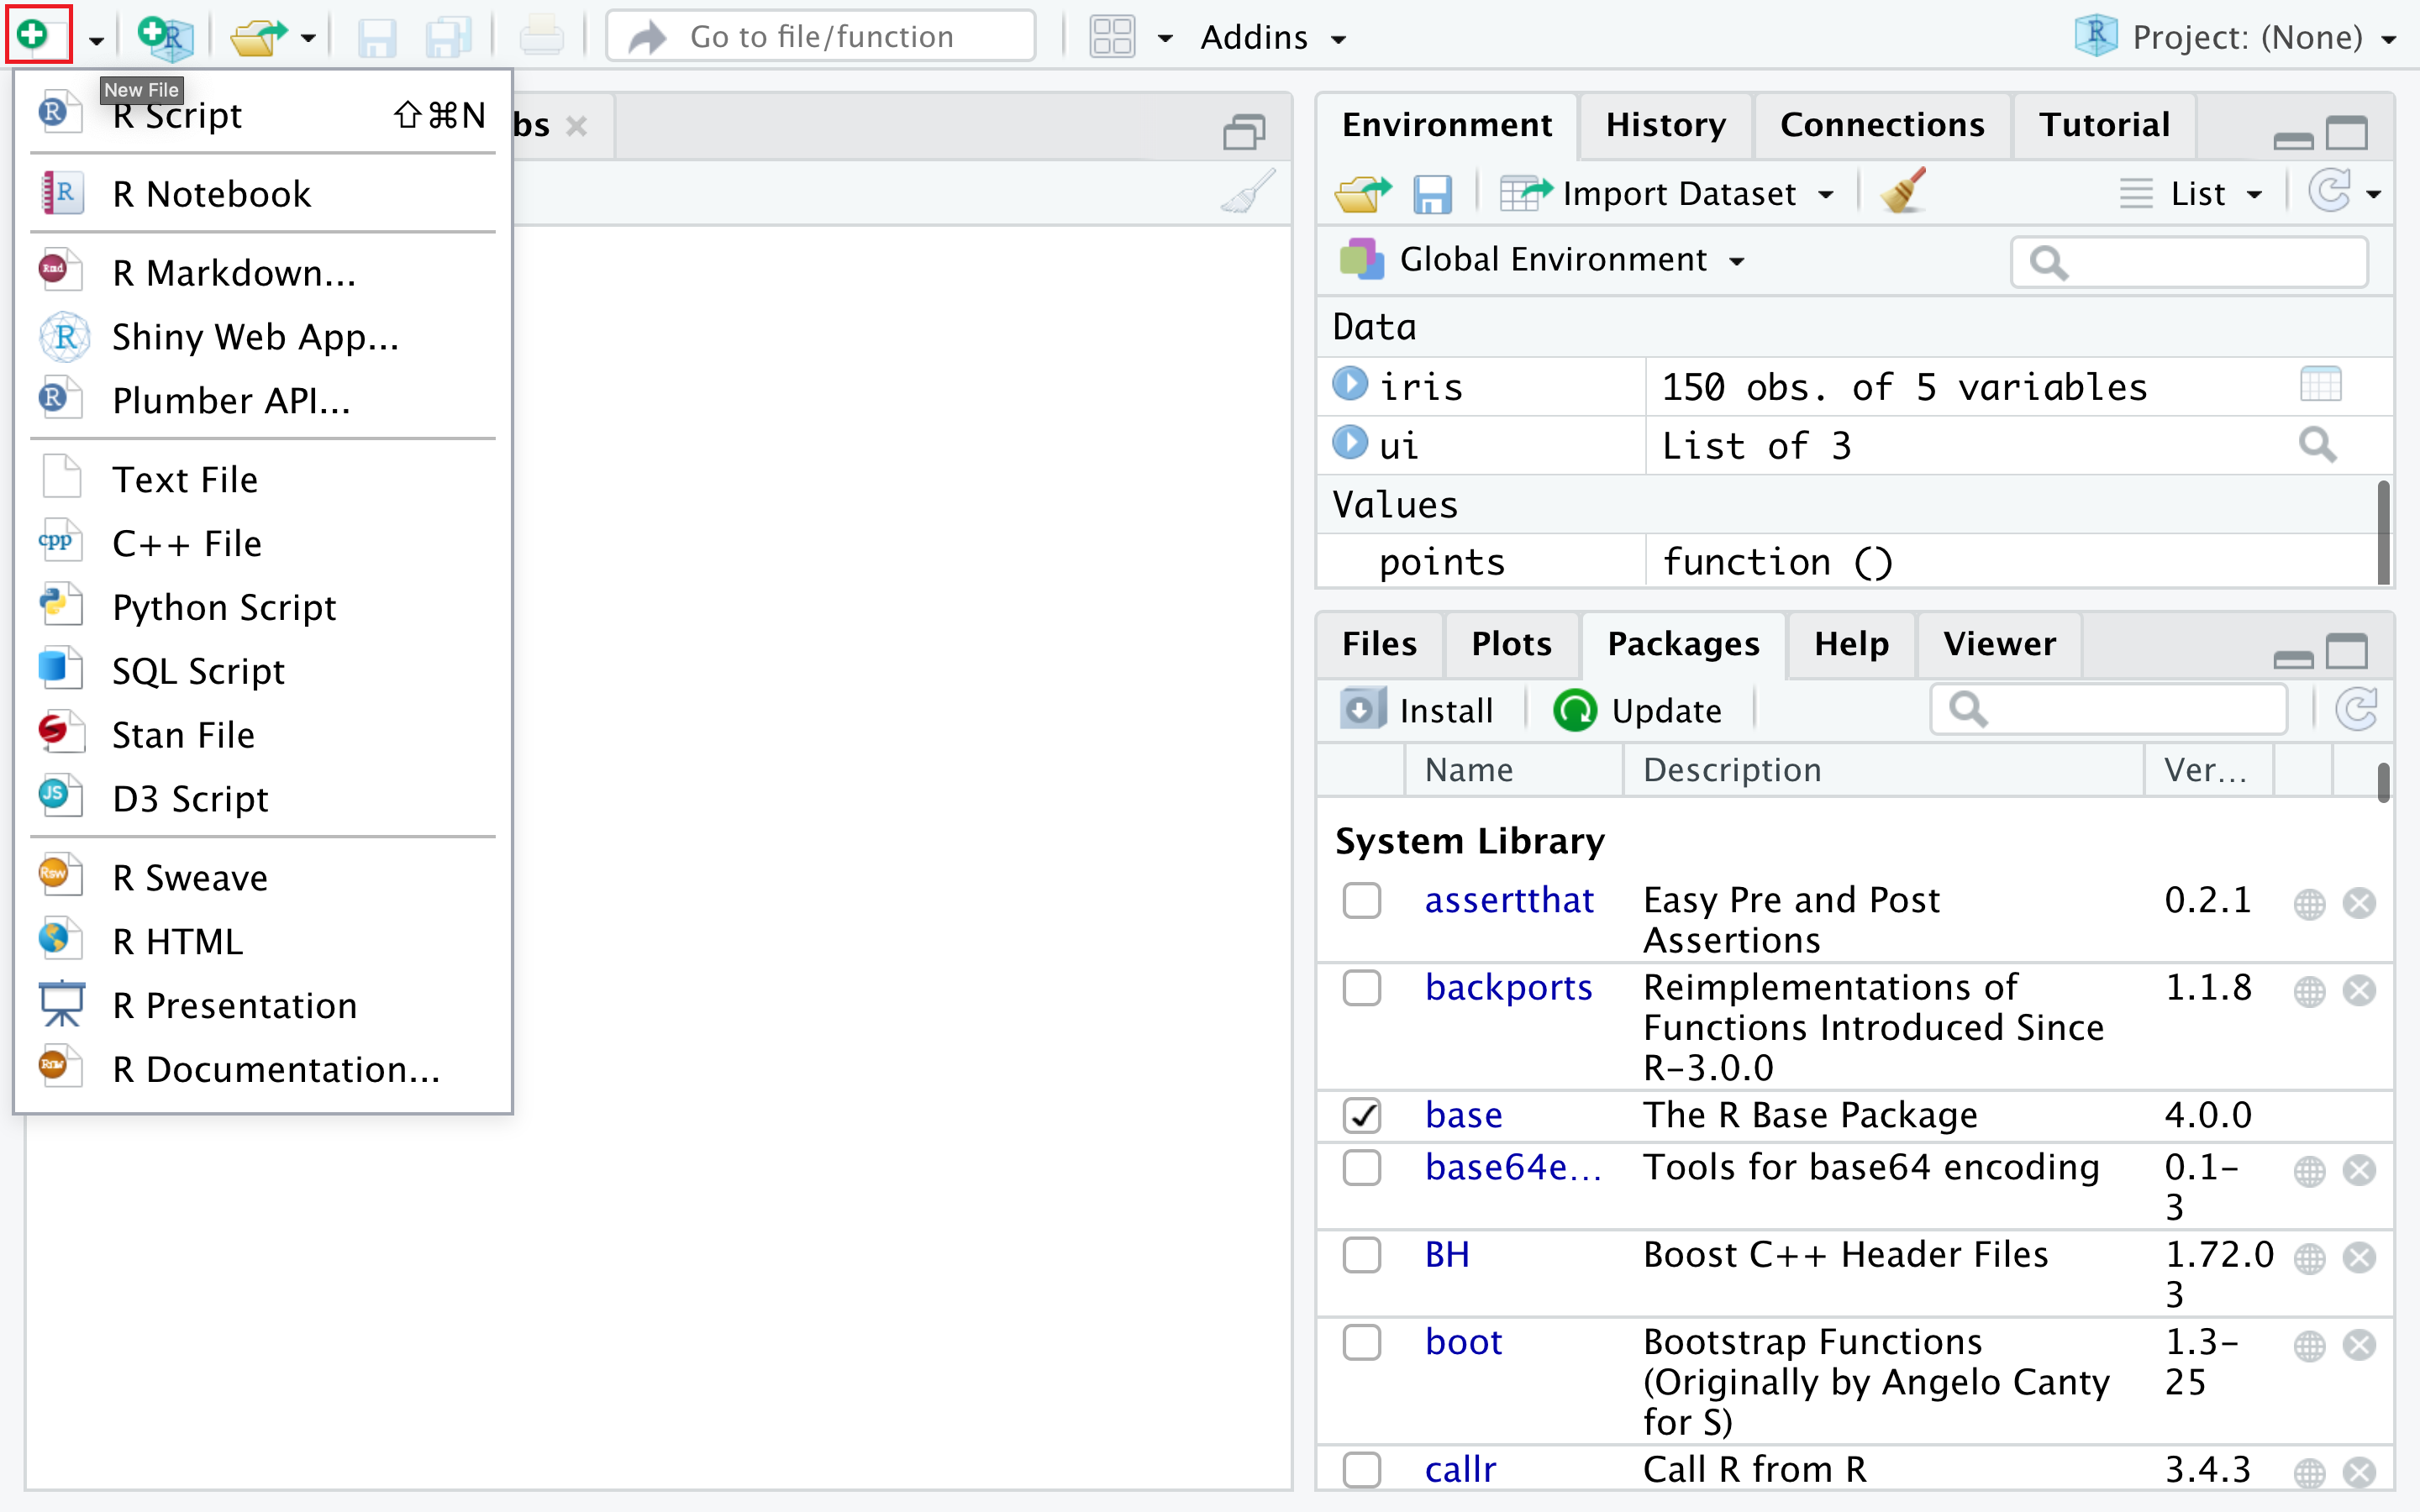 Go to file/function
Addins
Project: (None)
New File
R Script ⇧⌘N
R Notebook
R Markdown...
Shiny Web App...
Plumber API...
Text File
C++ File
Python Script
SQL Script
Stan File
D3 Script
R Sweave
R HTML
R Presentation
R Documentation...
bs
Environment History Connections Tutorial
Import Dataset List
Global Environment
Data
iris 150 obs. of 5 variables
ui List of 3
Values
points function ()
Files Plots Packages Help Viewer
Install Update
Name Description Ver...
System Library
assertthat Easy Pre and Post 0.2.1
Assertions
backports Reimplementations of 1.1.8
Functions Introduced Since
R-3.0.0
base The R Base Package 4.0.0
base64e... Tools for base64 encoding 0.1-
3
BH Boost C++ Header Files 1.72.0
3
boot Bootstrap Functions 1.3-
(Originally by Angelo Canty 25
for S)
callr Call R from R 3.4.3